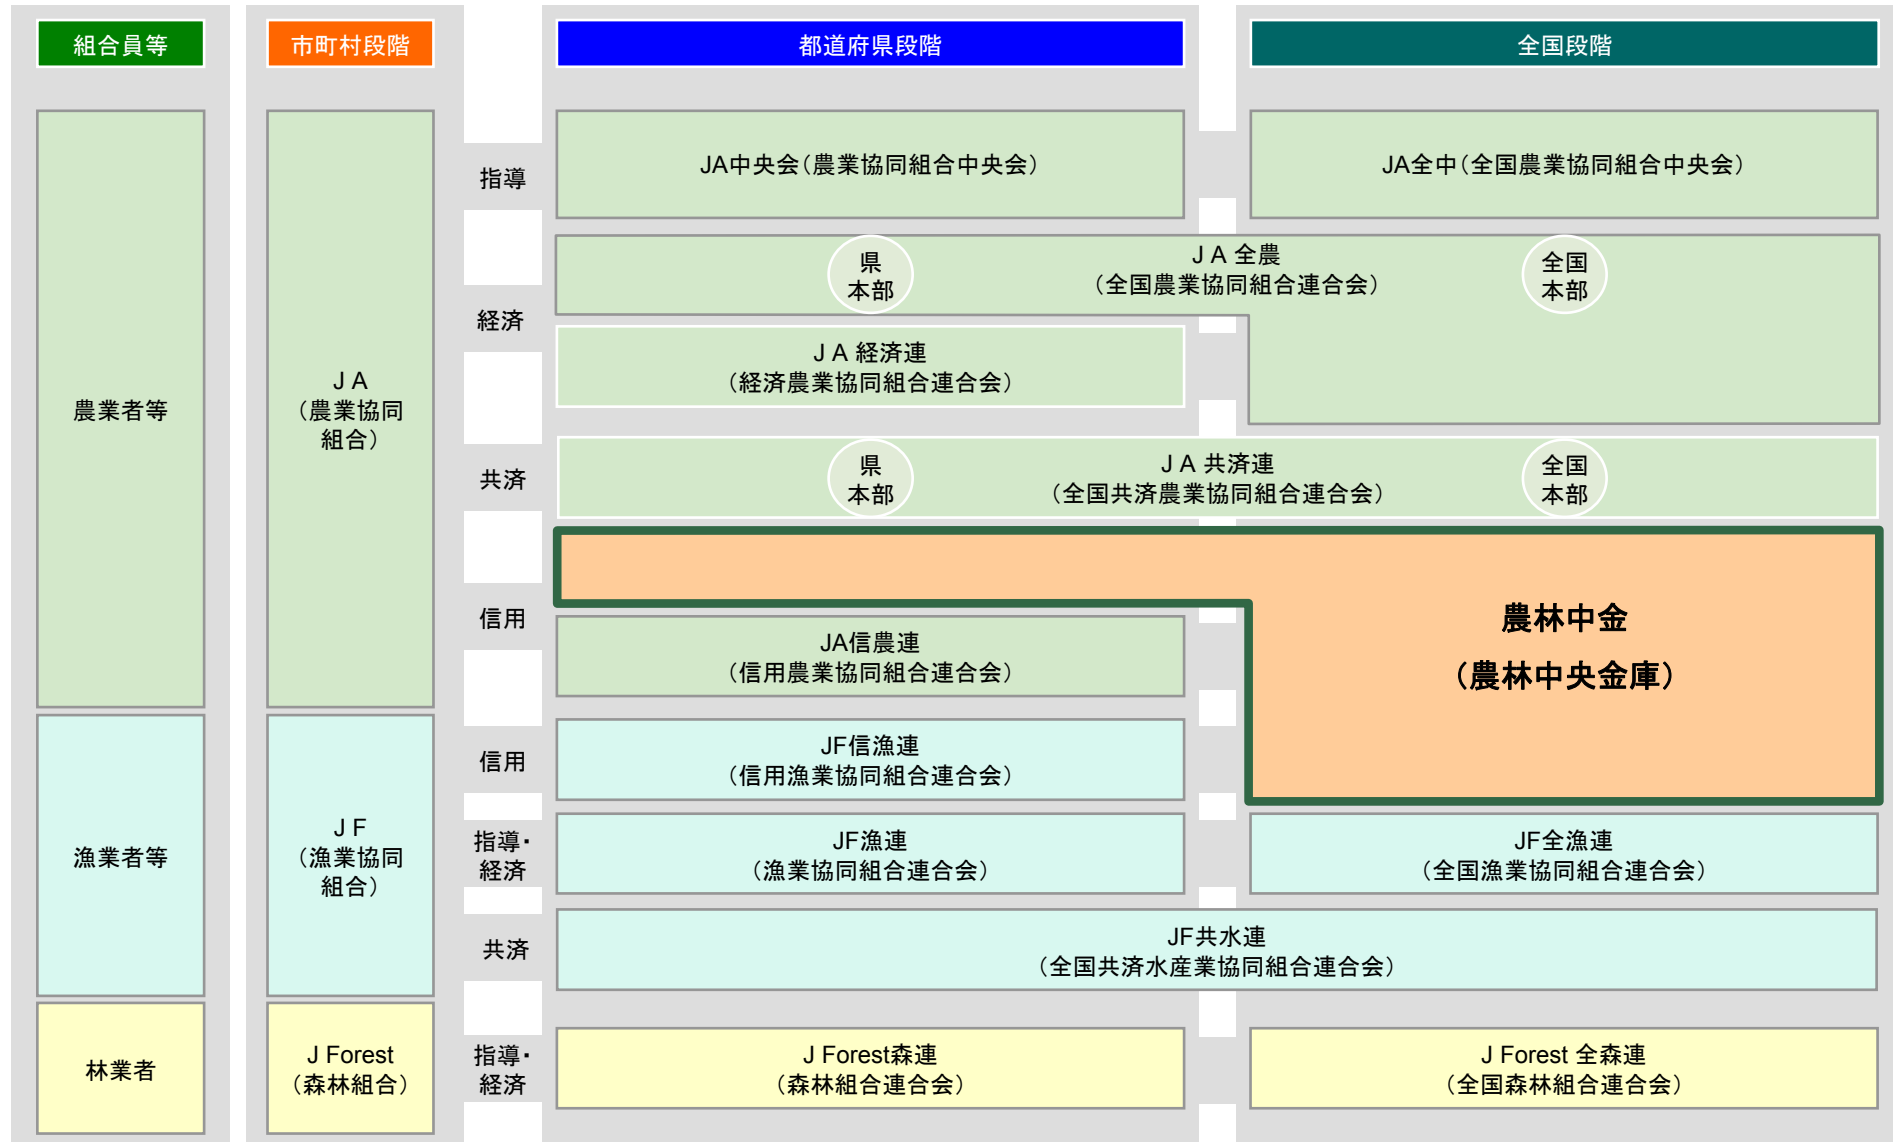 組合員等
市町村段階
都道府県段階
全国段階
農業者等
J A
（農業協同
組合）
指導
JA中央会（農業協同組合中央会）
JA全中（全国農業協同組合中央会）
経済
県
本部
J A 全農
（全国農業協同組合連合会）
全国
本部
J A 経済連
（経済農業協同組合連合会）
共済
県
本部
J A 共済連
（全国共済農業協同組合連合会）
全国
本部
信用
農林中金
（農林中央金庫）
JA信農連
（信用農業協同組合連合会）
漁業者等
J F
（漁業協同
組合）
信用
JF信漁連
（信用漁業協同組合連合会）
指導・
経済
JF漁連
（漁業協同組合連合会）
JF全漁連
（全国漁業協同組合連合会）
共済
JF共水連
（全国共済水産業協同組合連合会）
林業者
J Forest
（森林組合）
指導・
経済
J Forest森連
（森林組合連合会）
J Forest 全森連
（全国森林組合連合会）